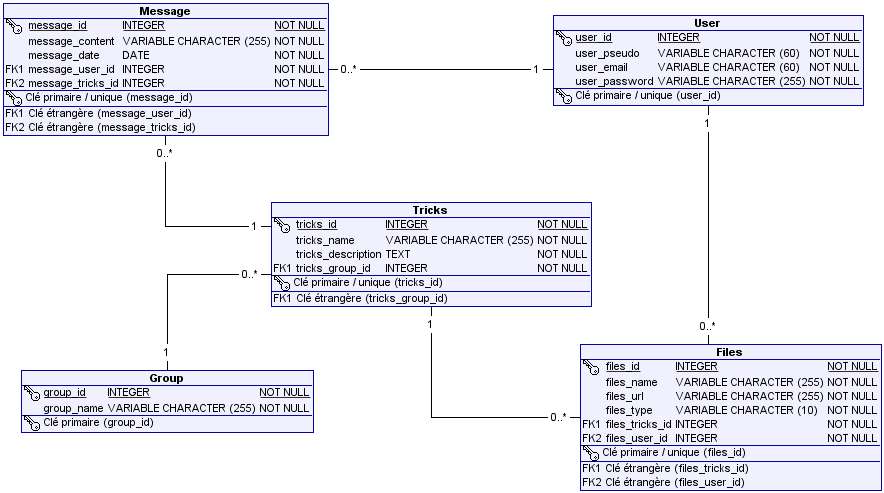 Message
message_id INTEGER NOT NULL
message_content VARIABLE CHARACTER (255) NOT NULL
message_date DATE NOT NULL
FK1 message_user_id INTEGER NOT NULL
FK2 message_tricks_id INTEGER NOT NULL
Clé primaire / unique (message_id)
FK1 Clé étrangère (message_user_id)
FK2 Clé étrangère (message_tricks_id)
0..*
1
User
user_id INTEGER NOT NULL
user_pseudo VARIABLE CHARACTER (60) NOT NULL
user_email VARIABLE CHARACTER (60) NOT NULL
user_password VARIABLE CHARACTER (255) NOT NULL
Clé primaire / unique (user_id)
1
0..*
0..*
1
Tricks
tricks_id INTEGER NOT NULL
tricks_name VARIABLE CHARACTER (255) NOT NULL
tricks_description TEXT NOT NULL
FK1 tricks_group_id INTEGER NOT NULL
Clé primaire / unique (tricks_id)
FK1 Clé étrangère (tricks_group_id)
0..*
1
1
0..*
Group
group_id INTEGER NOT NULL
group_name VARIABLE CHARACTER (255) NOT NULL
Clé primaire (group_id)
Files
files_id INTEGER NOT NULL
files_name VARIABLE CHARACTER (255) NOT NULL
files_url VARIABLE CHARACTER (255) NOT NULL
files_type VARIABLE CHARACTER (10) NOT NULL
FK1 files_tricks_id INTEGER NOT NULL
FK2 files_user_id INTEGER NOT NULL
Clé primaire / unique (files_id)
FK1 Clé étrangère (files_tricks_id)
FK2 Clé étrangère (files_user_id)